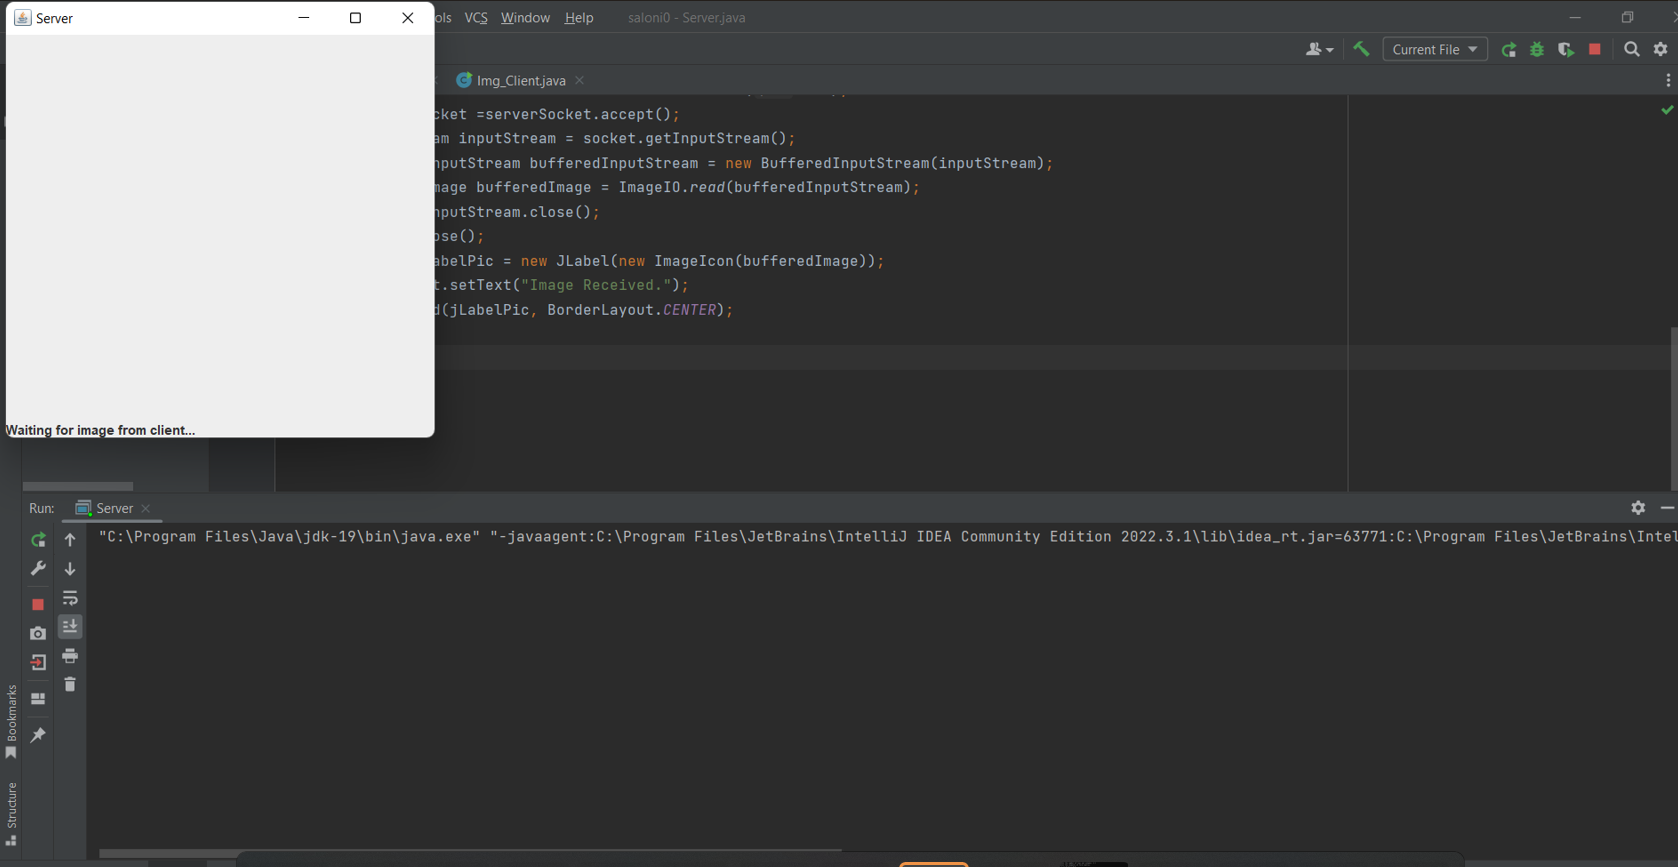 Server
ols VCS Window Help saloni0 - Server.java
Current File
Img_Client.java
cket =serverSocket.accept();
am inputStream = socket.getInputStream();
nputStream bufferedInputStream = new BufferedInputStream(inputStream);
mage bufferedImage = ImageIO.read(bufferedInputStream);
nputStream.close();
ose();
abelPic = new JLabel(new ImageIcon(bufferedImage));
t.setText("Image Received.");
d(jLabelPic, BorderLayout.CENTER);
Waiting for image from client...
Run: Server
"C:\Program Files\Java\jdk-19\bin\java.exe" "-javaagent:C:\Program Files\JetBrains\IntelliJ IDEA Community Edition 2022.3.1\lib\idea_rt.jar=63771:C:\Program Files\JetBrains\Intel
Bookmarks
Structure